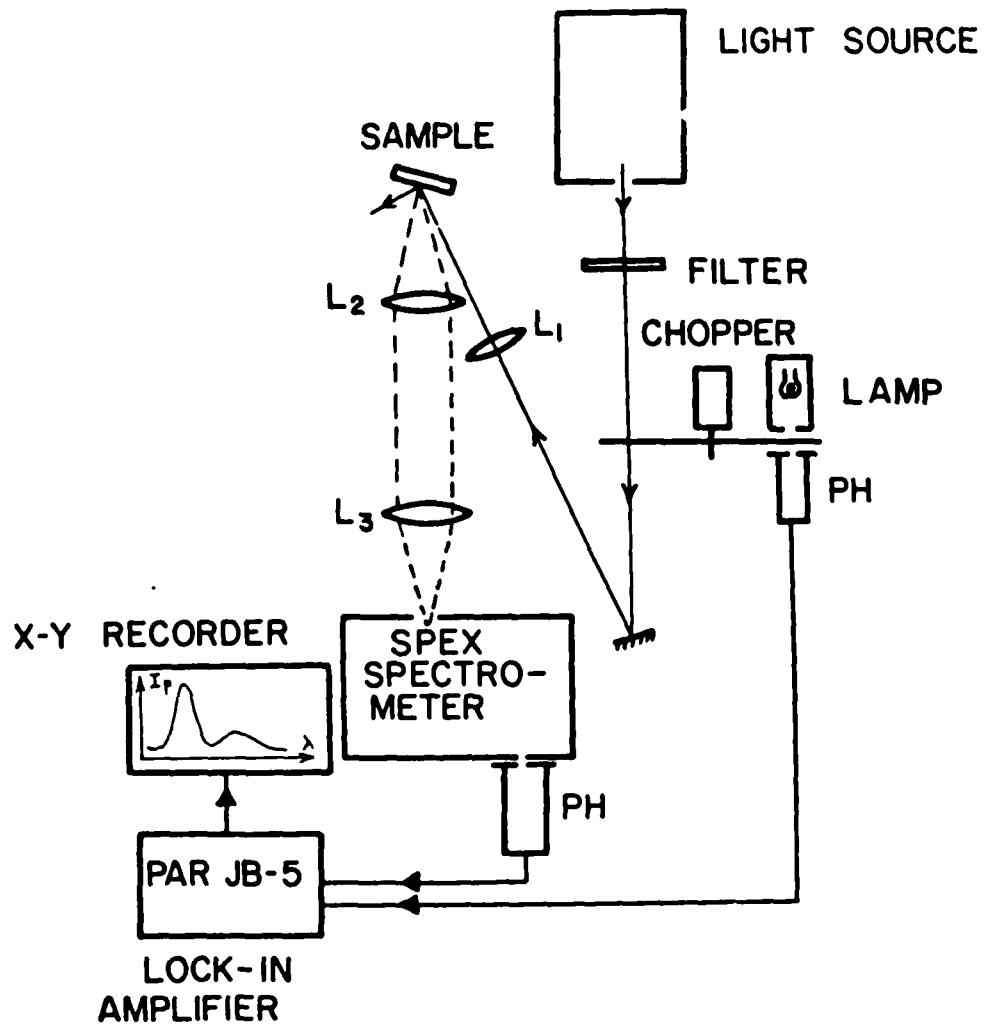 LIGHT SOURCE
SAMPLE
FILTER
L2
L1
CHOPPER
LAMP
PH
L3
X-Y RECORDER
SPEX
SPECTRO-
METER
Ip
λ
PH
PAR JB-5
LOCK-IN
AMPLIFIER